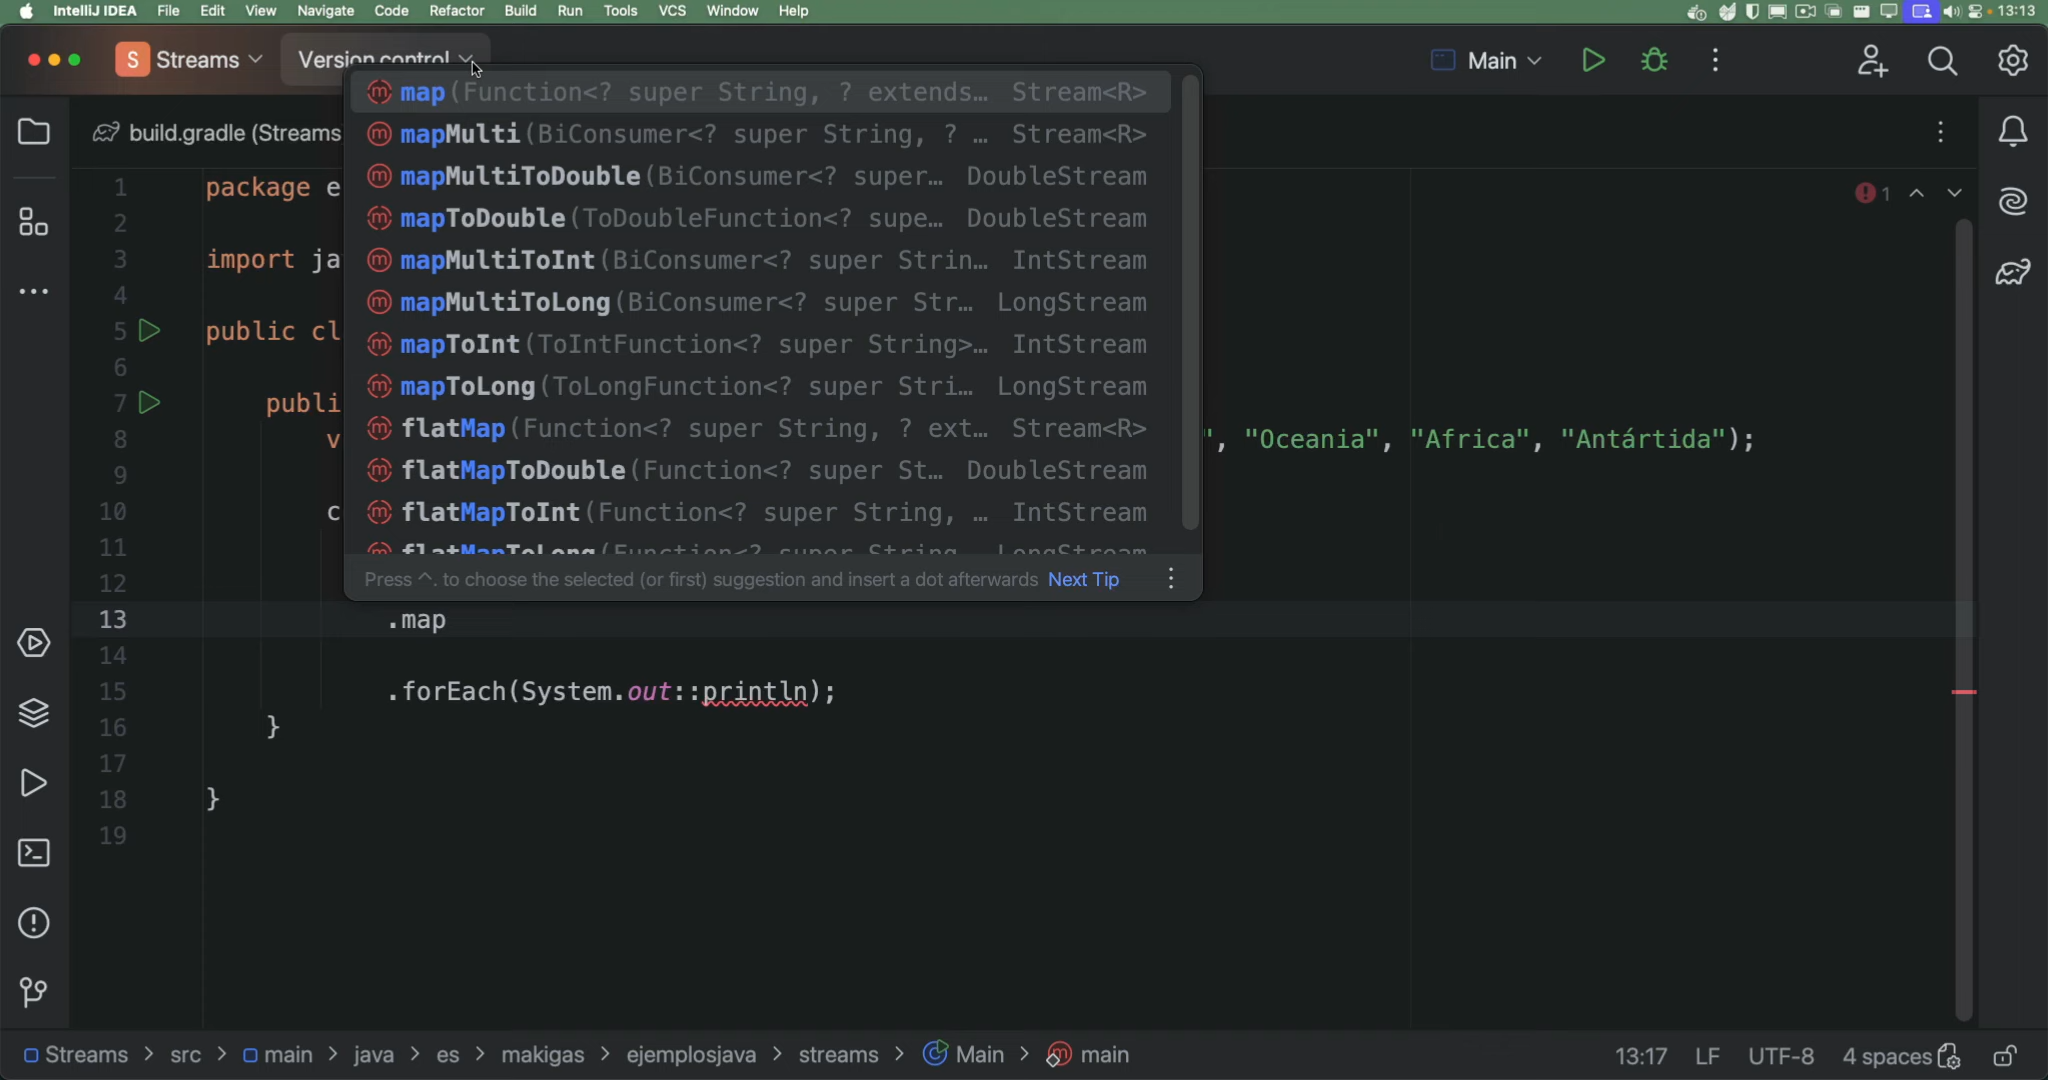 IntelliJ IDEA File Edit View Navigate Code Refactor Build Run Tools VCS Window Help 13:13
S Streams Version control Main
build.gradle (Streams
1
1 package e
2
3 import ja
4
5 public cl
6
7 publi
8 v ", "Oceania", "Africa", "Antártida");
9
10 c
11
12
13 .map
14
15 .forEach(System.out::println);
16 }
17
18 }
19
map(Function<? super String, ? extends… Stream<R>
mapMulti(BiConsumer<? super String, ? … Stream<R>
mapMultiToDouble(BiConsumer<? super… DoubleStream
mapToDouble(ToDoubleFunction<? supe… DoubleStream
mapMultiToInt(BiConsumer<? super Strin… IntStream
mapMultiToLong(BiConsumer<? super Str… LongStream
mapToInt(ToIntFunction<? super String>… IntStream
mapToLong(ToLongFunction<? super Stri… LongStream
flatMap(Function<? super String, ? ext… Stream<R>
flatMapToDouble(Function<? super St… DoubleStream
flatMapToInt(Function<? super String, … IntStream
flatMapToLong(Function<? super String LongStream
Press ^. to choose the selected (or first) suggestion and insert a dot afterwards Next Tip
Streams > src > main > java > es > makigas > ejemplosjava > streams > Main > main 13:17 LF UTF-8 4 spaces